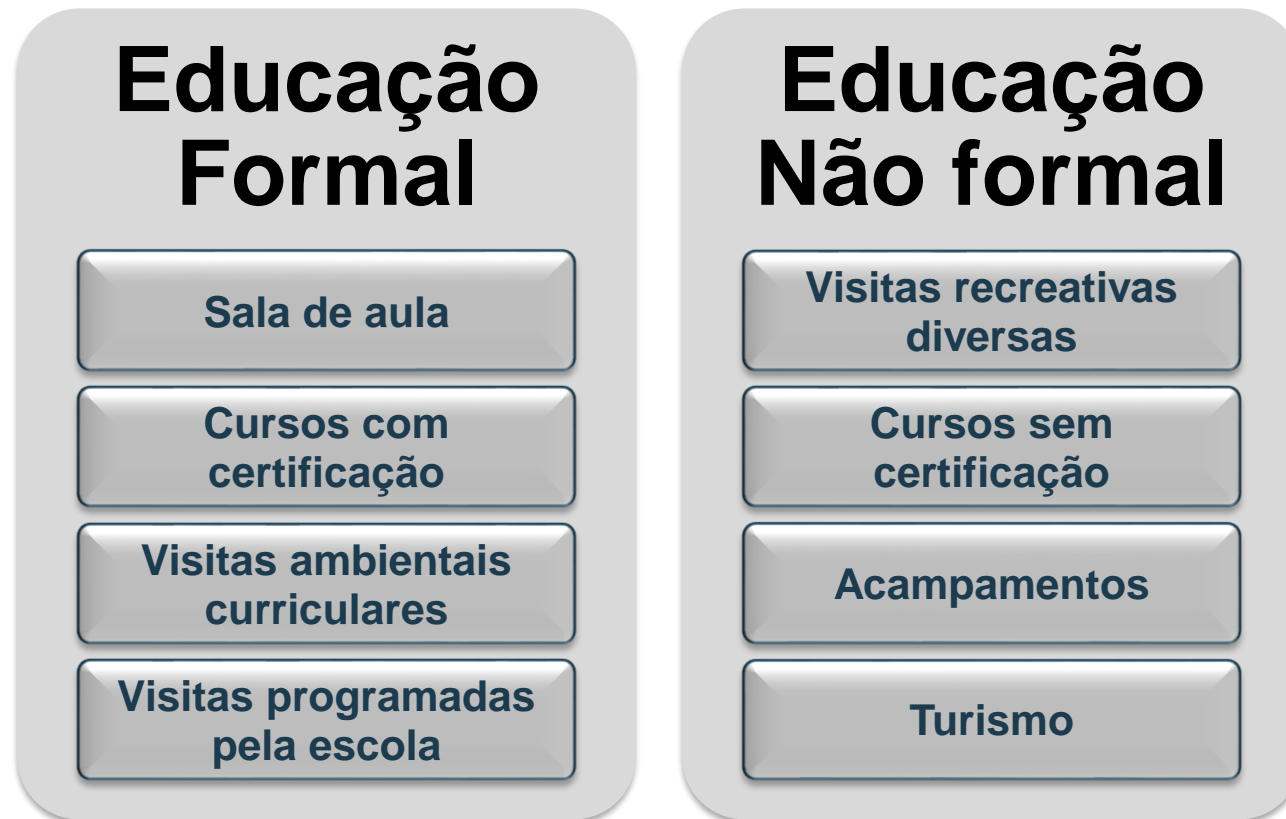 Educação
Formal
Sala de aula
Cursos com
certificação
Visitas ambientais
curriculares
Visitas programadas
pela escola
Educação
Não formal
Visitas recreativas
diversas
Cursos sem
certificação
Acampamentos
Turismo